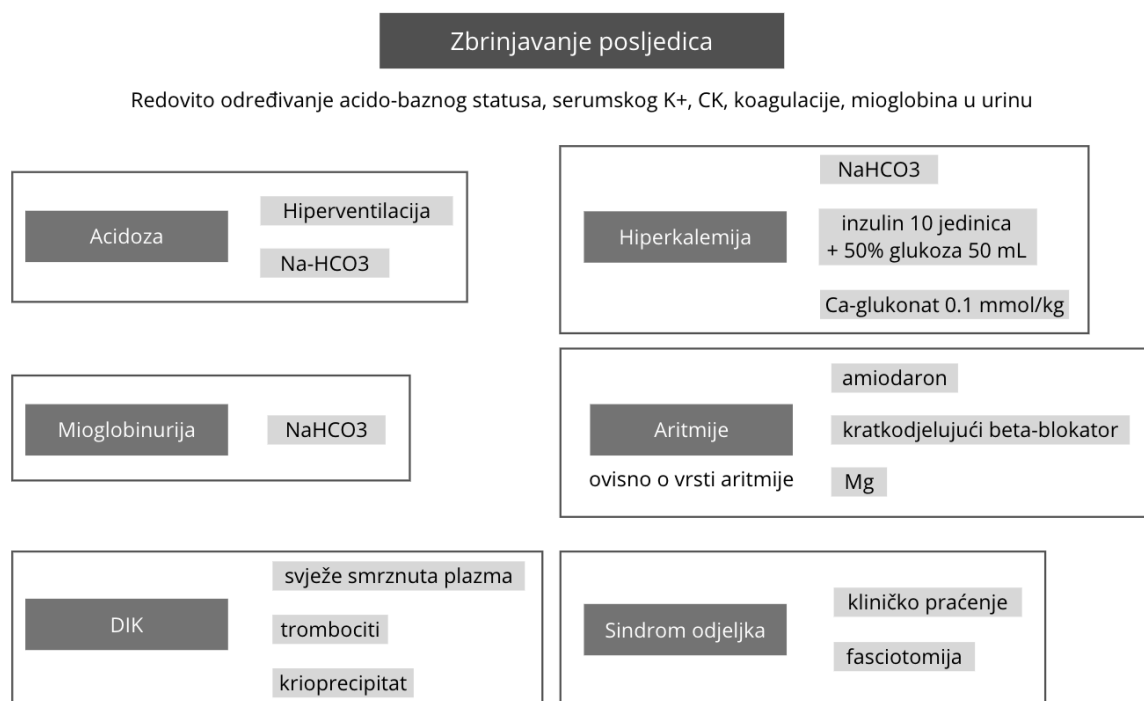 Zbrinjavanje posljedica
Redovito određivanje acido-baznog statusa, serumskog K+, CK, koagulacije, mioglobina u urinu
Acidoza
Hiperventilacija
Na-HCO3
Hiperkalemija
NaHCO3
inzulin 10 jedinica
+ 50% glukoza 50 mL
Ca-glukonat 0.1 mmol/kg
Mioglobinurija
NaHCO3
Aritmije
ovisno o vrsti aritmije
amiodaron
kratkodjelujući beta-blokator
Mg
DIK
svježe smrznuta plazma
trombociti
krioprecipitat
Sindrom odjeljka
kliničko praćenje
fasciotomija